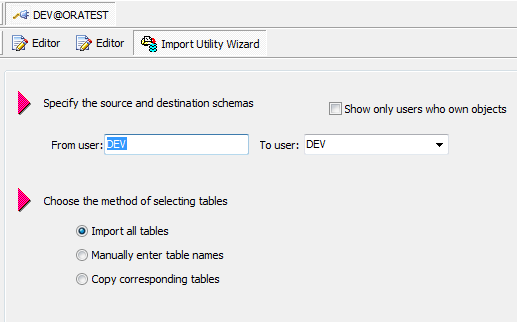 DEV@ORATEST
Editor Editor Import Utility Wizard
Specify the source and destination schemas
Show only users who own objects
From user: DEV To user: DEV
Choose the method of selecting tables
Import all tables
Manually enter table names
Copy corresponding tables